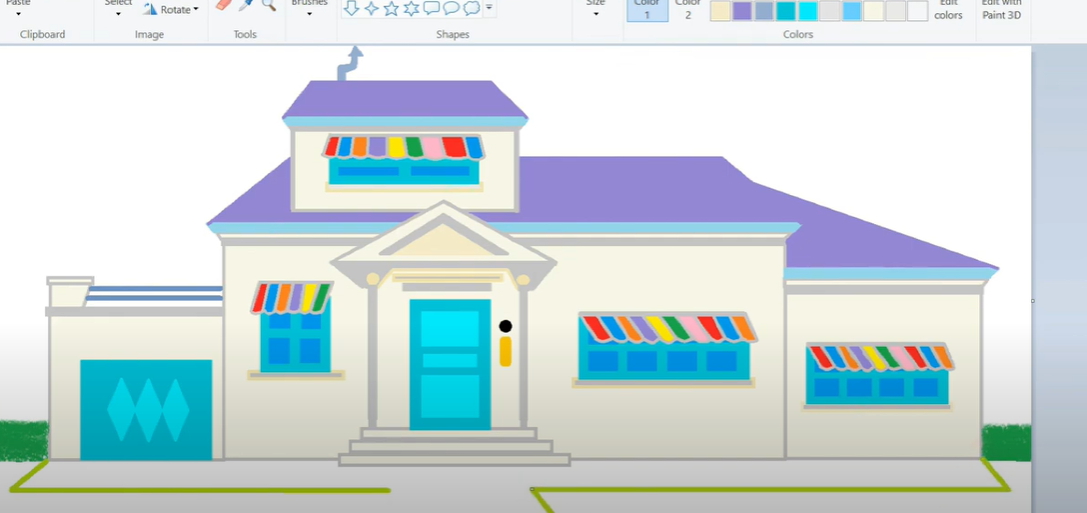 Paste
Select
Rotate
Brushes
Size
Color
1
Color
2
Edit
colors
Edit with
Paint 3D
Clipboard
Image
Tools
Shapes
Colors